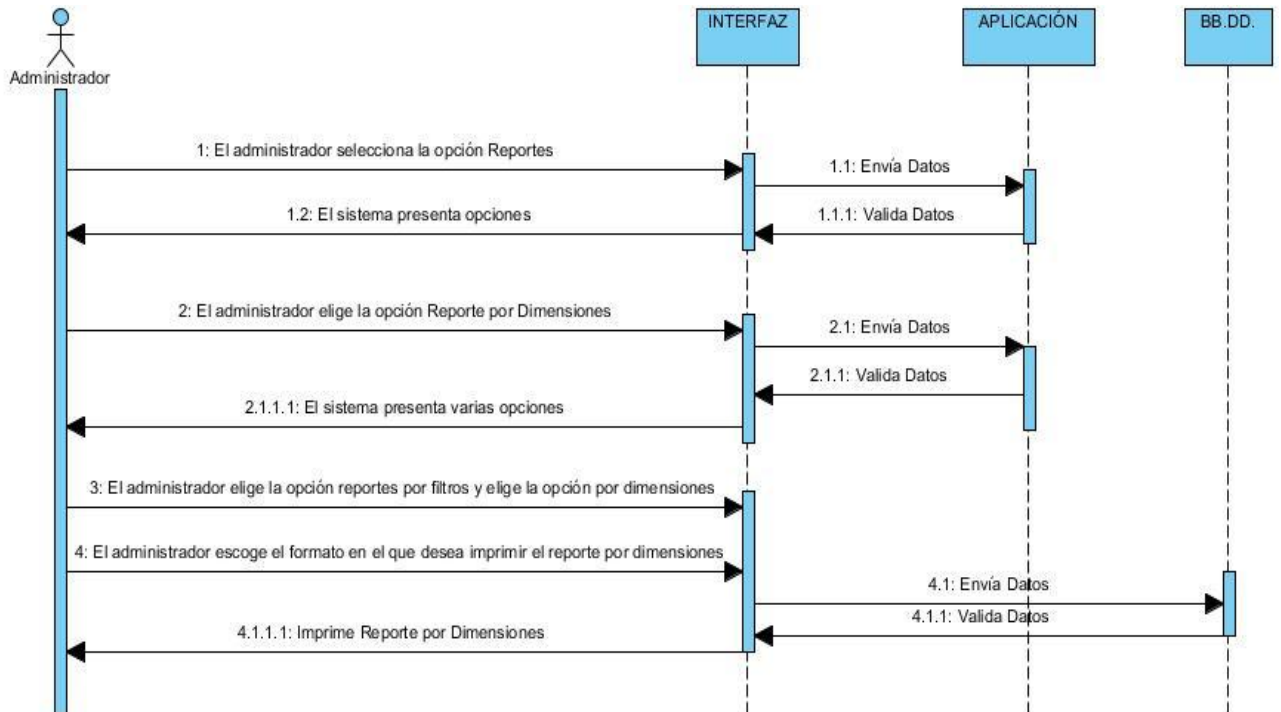 INTERFAZ
APLICACIÓN
BB.DD.
Administrador
1: El administrador selecciona la opción Reportes
1.1: Envía Datos
1.2: El sistema presenta opciones
1.1.1: Valida Datos
2: El administrador elige la opción Reporte por Dimensiones
2.1: Envía Datos
2.1.1: Valida Datos
2.1.1.1: El sistema presenta varias opciones
3: El administrador elige la opción reportes por filtros y elige la opción por dimensiones
4: El administrador escoge el formato en el que desea imprimir el reporte por dimensiones
4.1: Envía Datos
4.1.1: Valida Datos
4.1.1.1: Imprime Reporte por Dimensiones